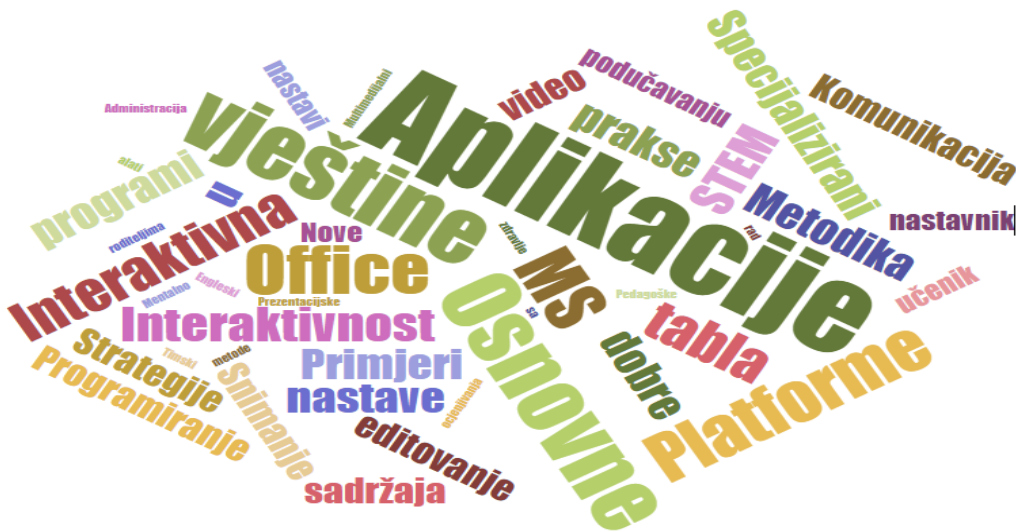 Aplikacije
vještine
Osnovne
Platforme
Interaktivna
Office
MS
Interaktivnost
tabla
Primjeri
nastave
Metodika
STEM
Specijalizirani
Komunikacija
nastavnik
učenik
podučavanju
video
prakse
nastavi
Multimedijalni
Administracija
alati
programi
U
roditeljima
Nove
zdravlje
rad
Engleski
Mentalno
Prezentacijske
Pedagoške
sa
dobre
Strategije
Timski
metode
Programiranje
Snimanje
ocjenjivanja
editovanje
sadržaja